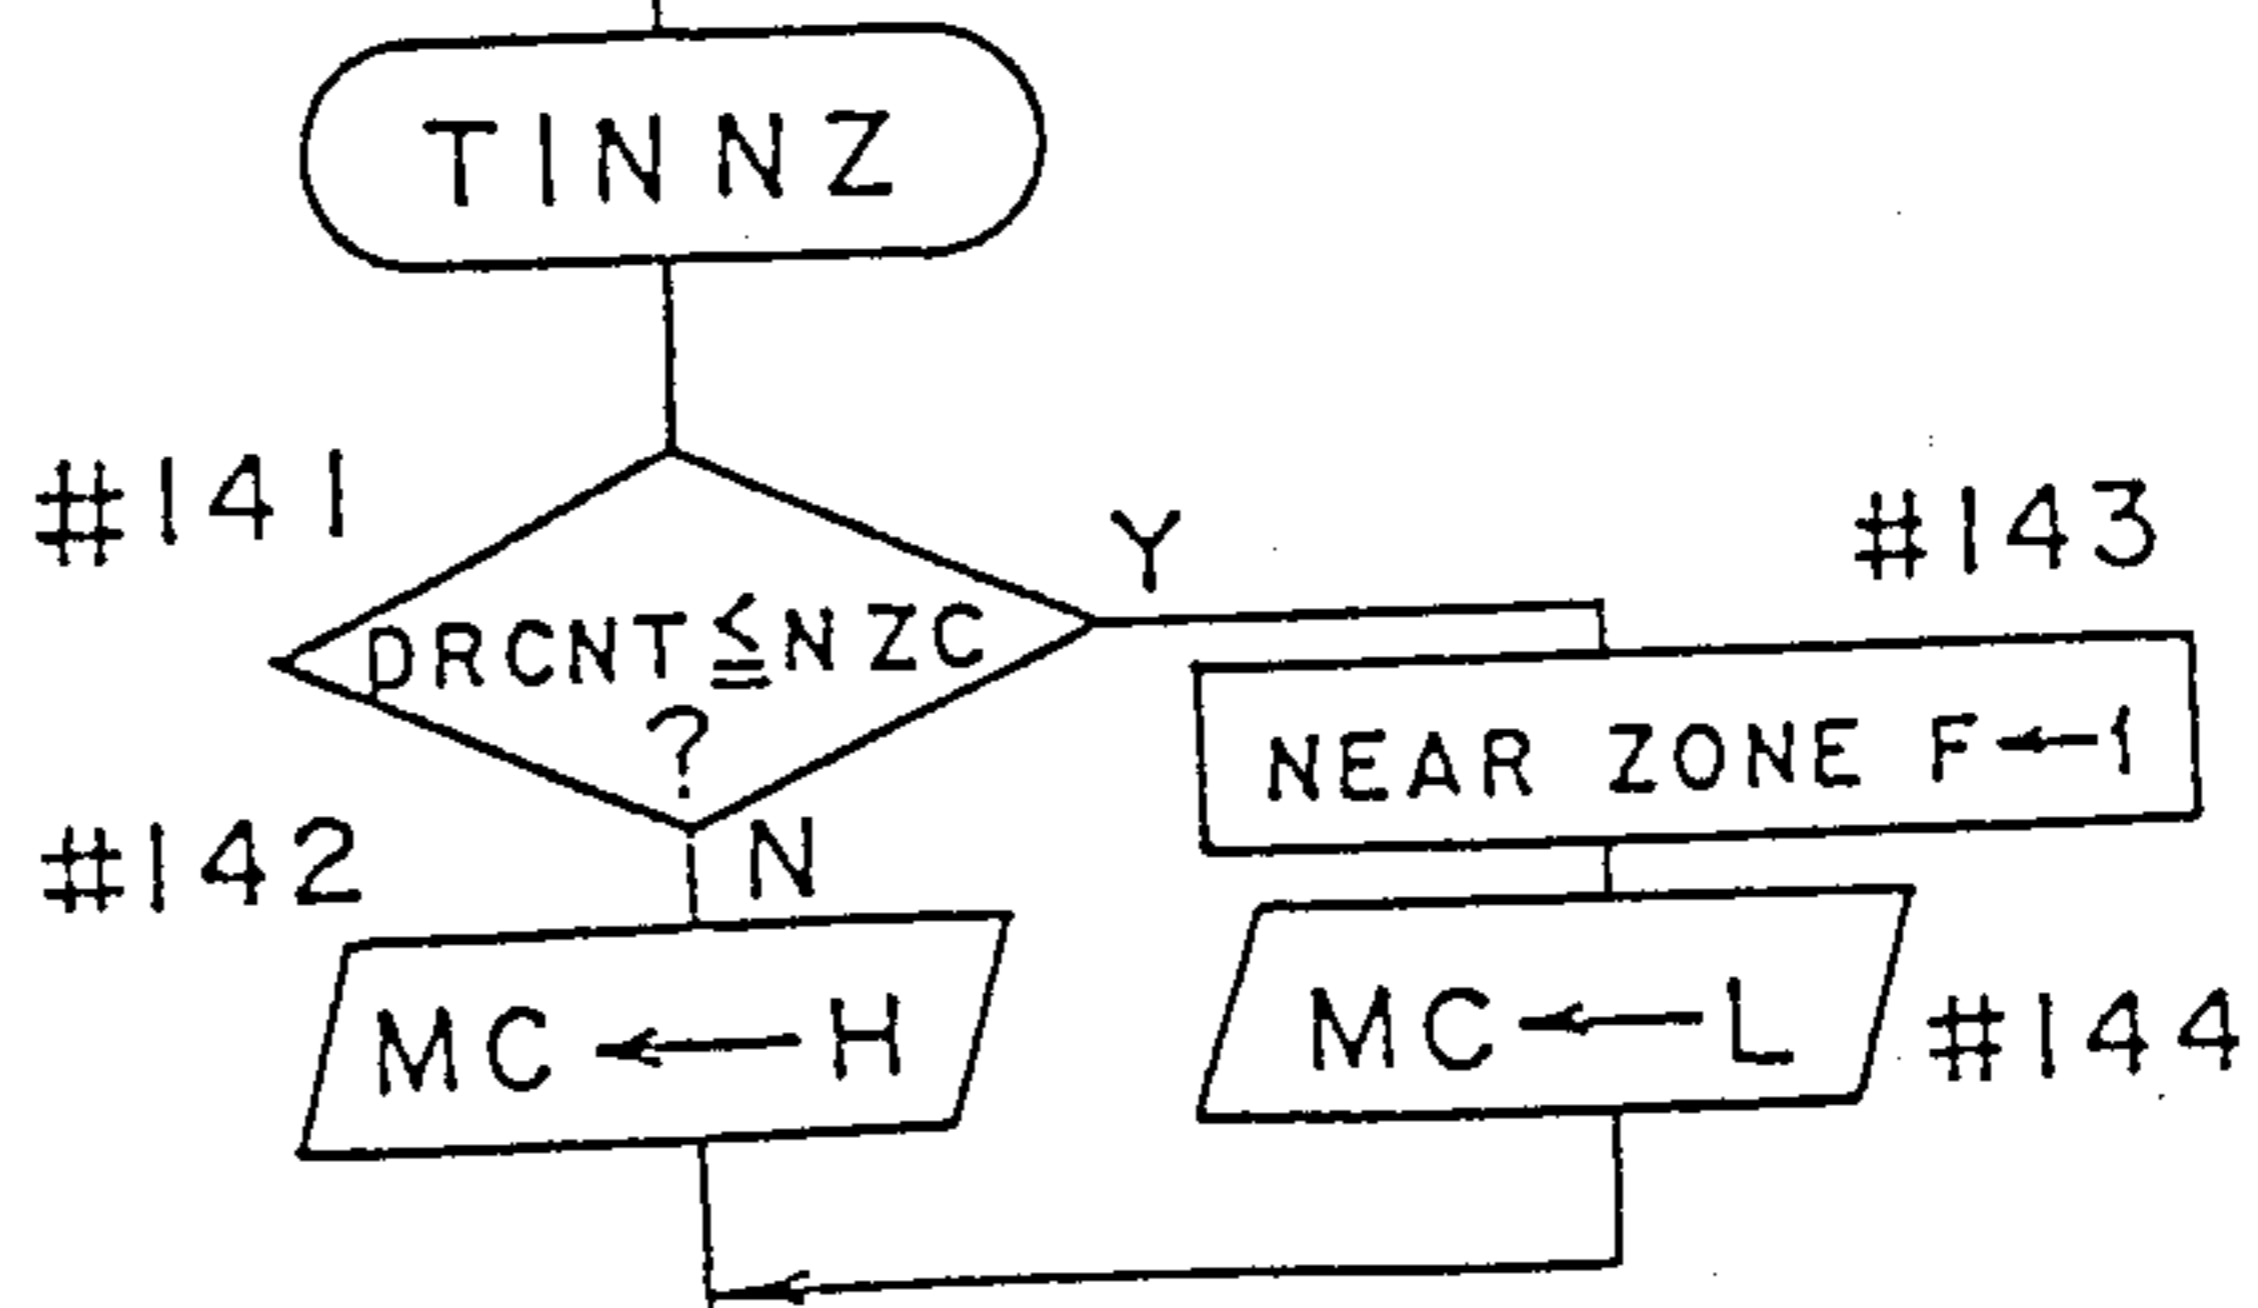 TINNZ
#141
DRCNT≦NZC
?
Y
#143
NEAR ZONE F←1
#142
N
MC←H
MC←L
#144